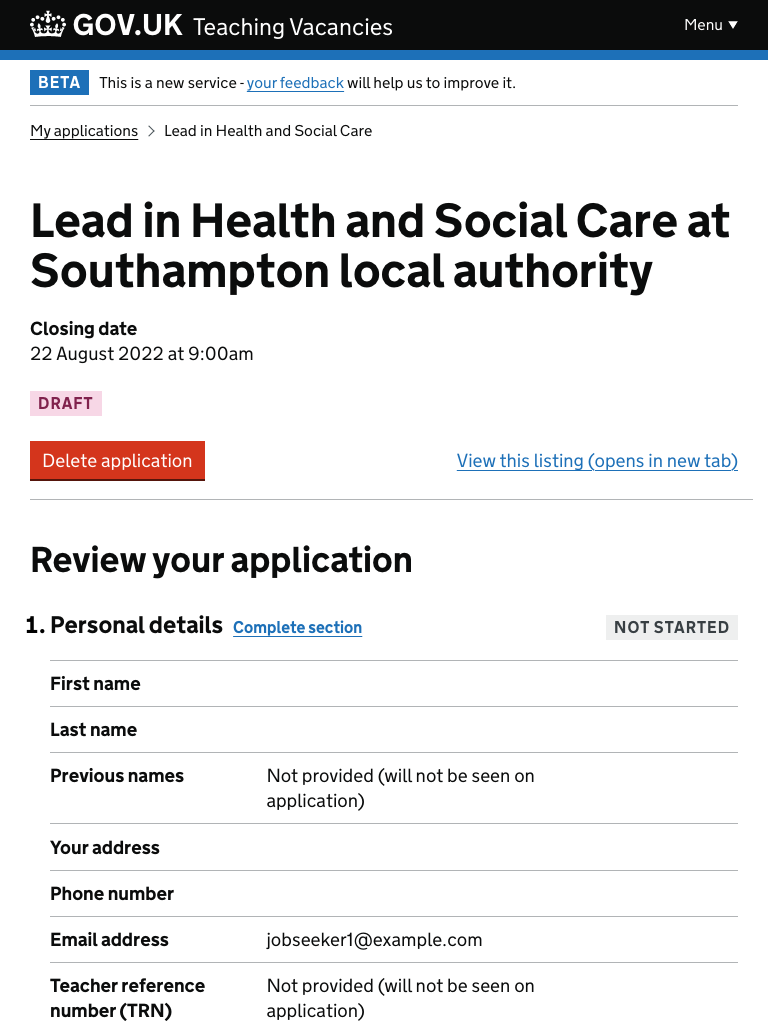 GOV.UK Teaching Vacancies
Menu ▼
BETA This is a new service - your feedback will help us to improve it.
My applications > Lead in Health and Social Care
Lead in Health and Social Care at
Southampton local authority
Closing date
22 August 2022 at 9:00am
DRAFT
Delete application
View this listing (opens in new tab)
Review your application
1. Personal details Complete section NOT STARTED
First name
Last name
Previous names Not provided (will not be seen on
application)
Your address
Phone number
Email address jobseeker1@example.com
Teacher reference Not provided (will not be seen on
number (TRN) application)